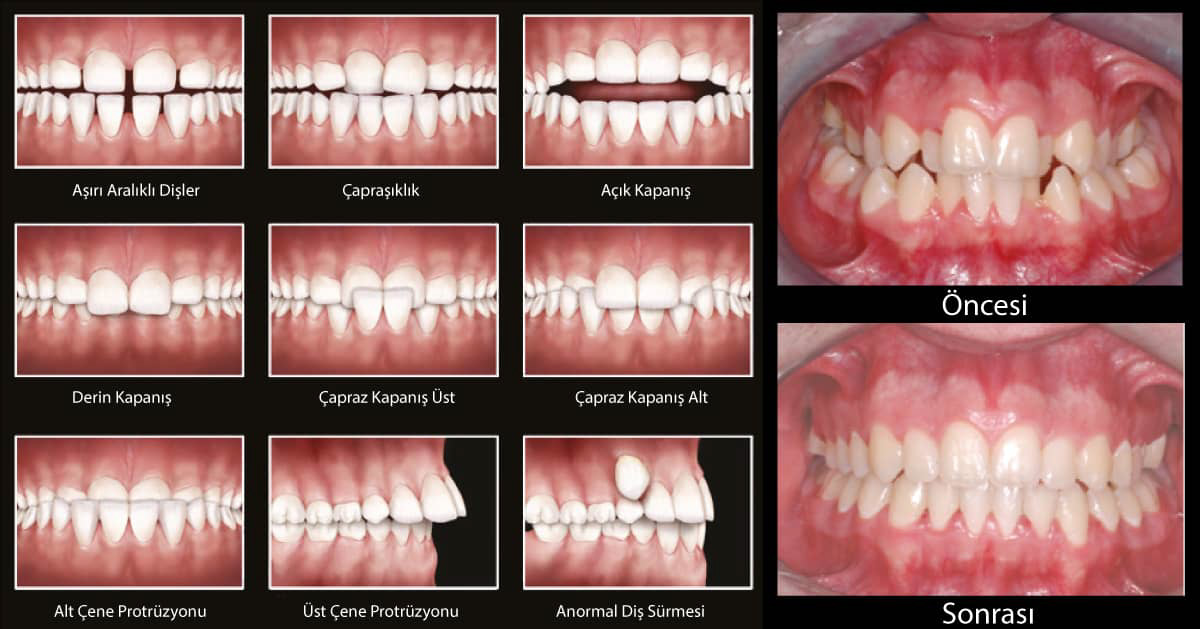 Aşırı Aralıklı Dişler
Çapraşıklık
Açık Kapanış
Derin Kapanış
Çapraz Kapanış Üst
Çapraz Kapanış Alt
Alt Çene Protrüzyonu
Üst Çene Protrüzyonu
Anormal Diş Sürmesi
Öncesi
Sonrası